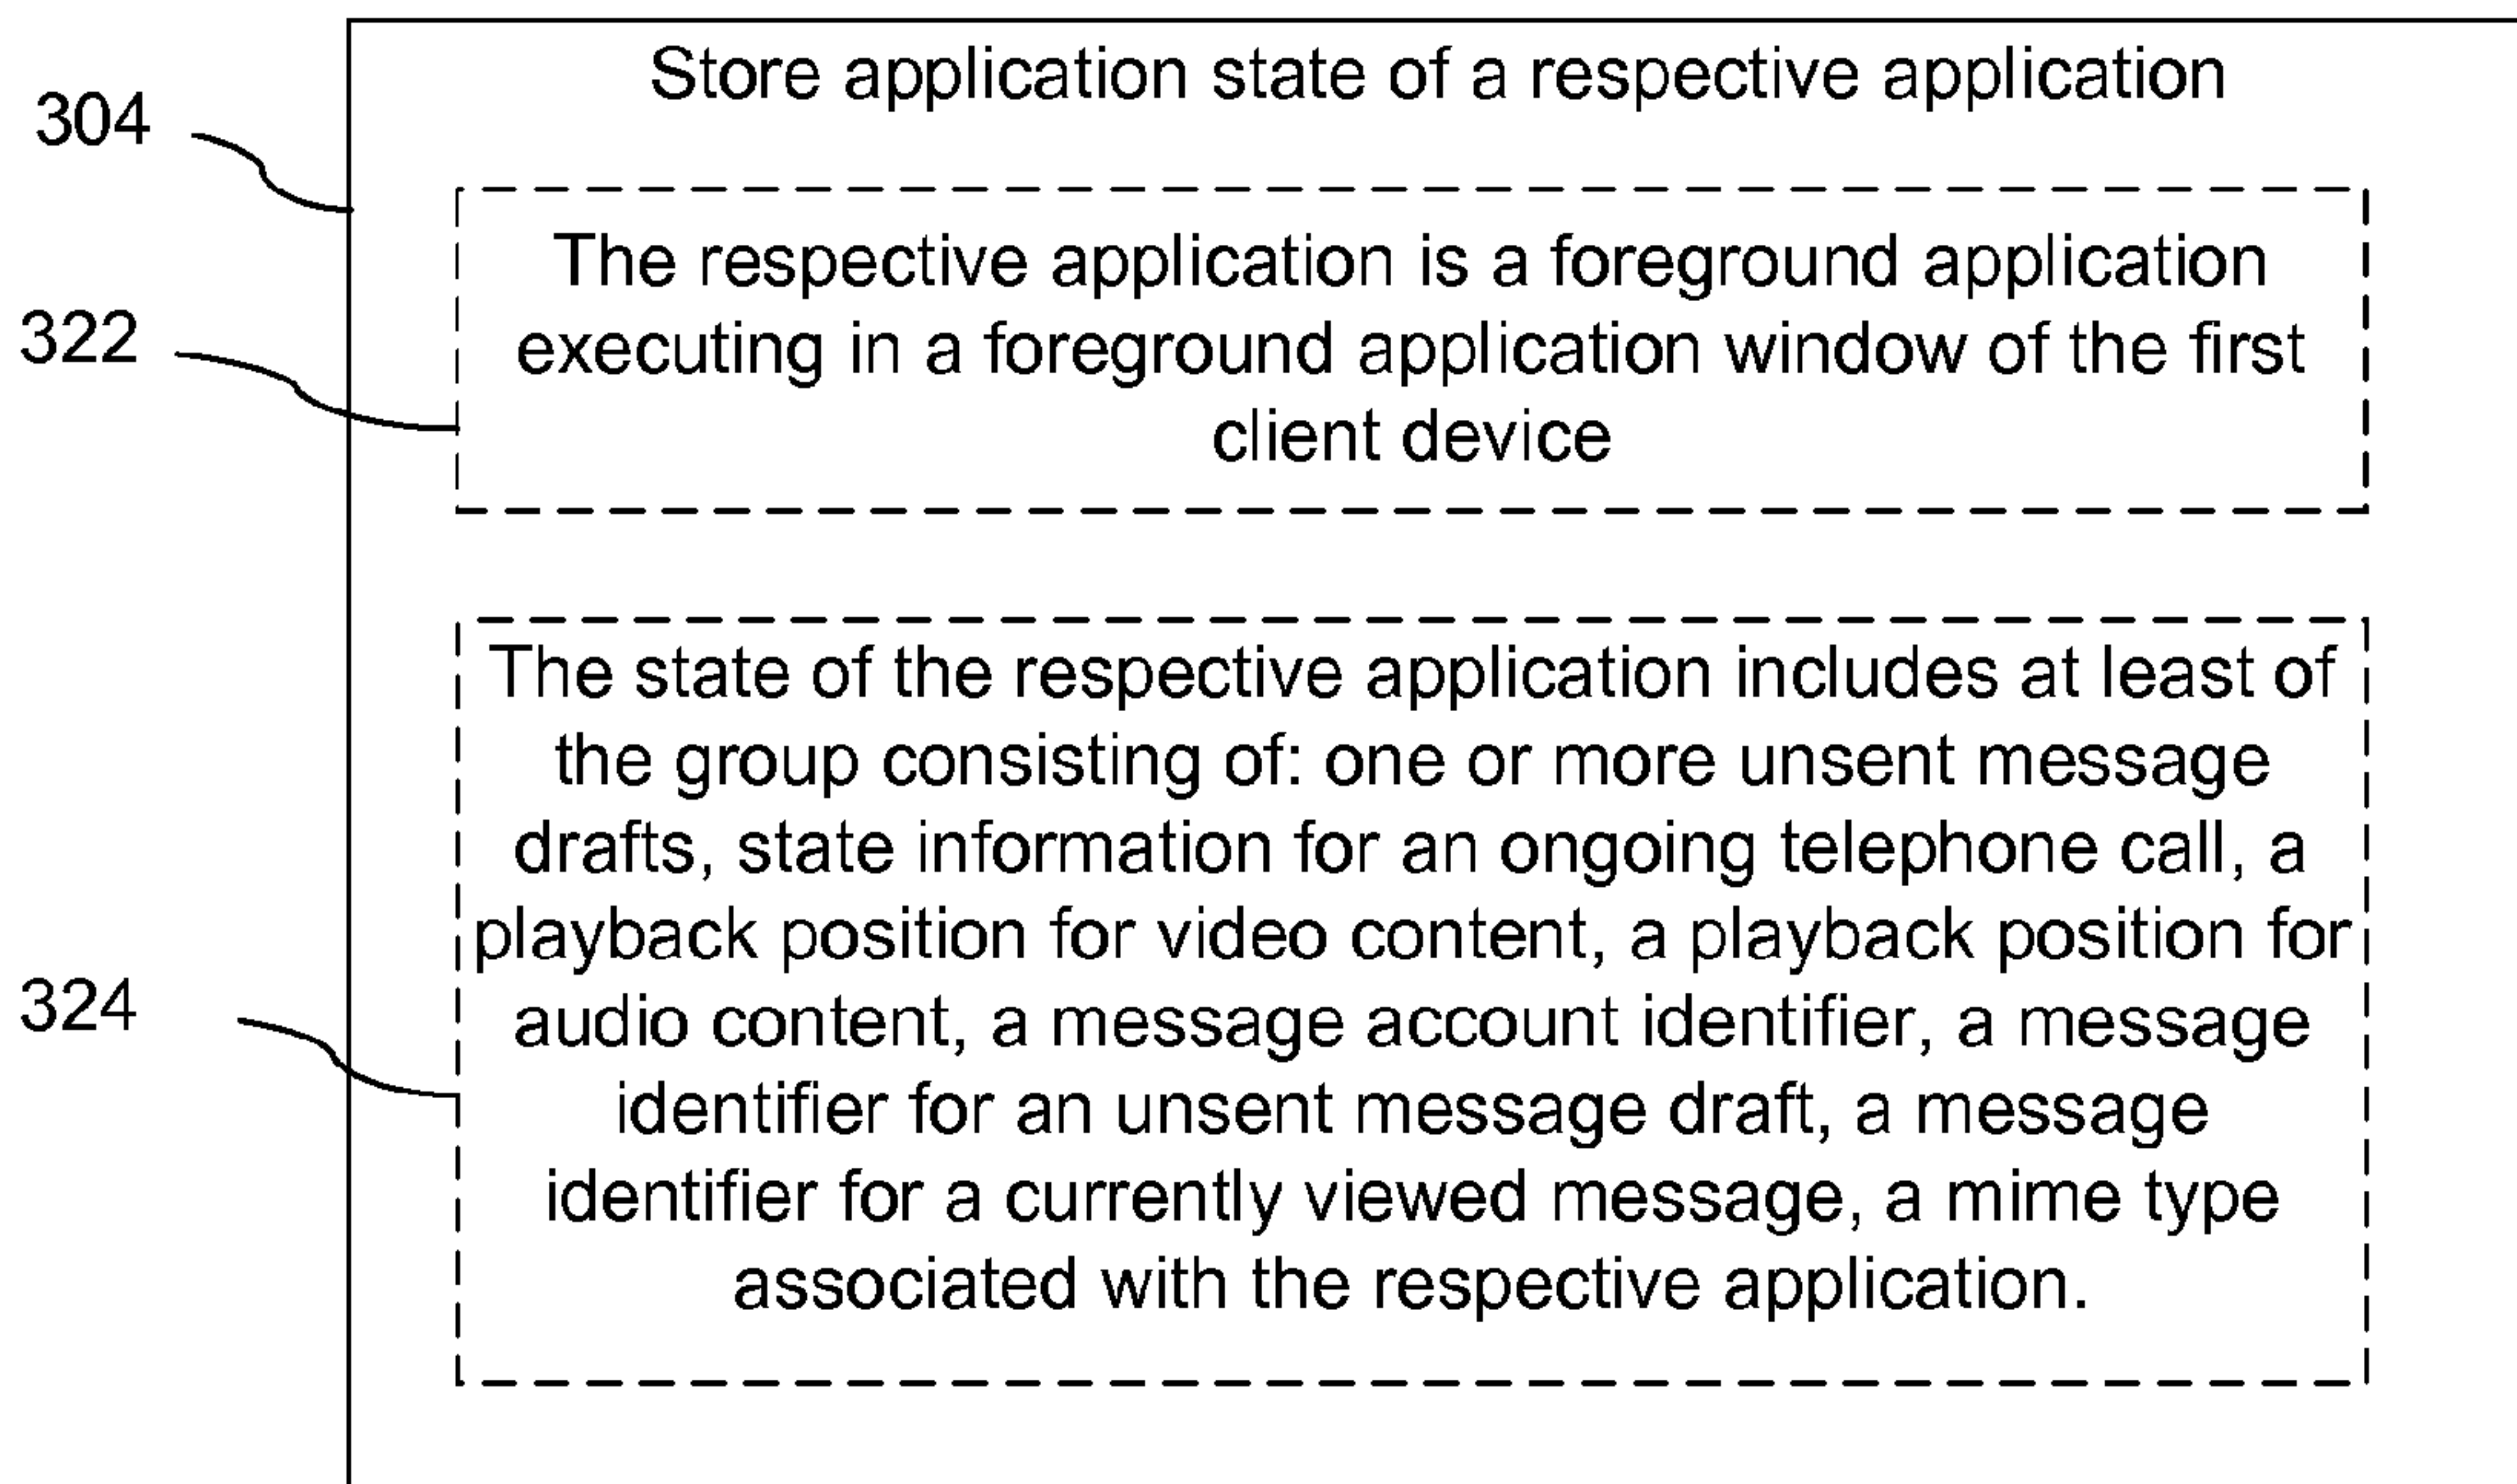 Store application state of a respective application
304
The respective application is a foreground application
executing in a foreground application window of the first
client device
322
The state of the respective application includes at least of
the group consisting of: one or more unsent message
drafts, state information for an ongoing telephone call, a
playback position for video content, a playback position for
audio content, a message account identifier, a message
identifier for an unsent message draft, a message
identifier for a currently viewed message, a mime type
associated with the respective application.
324